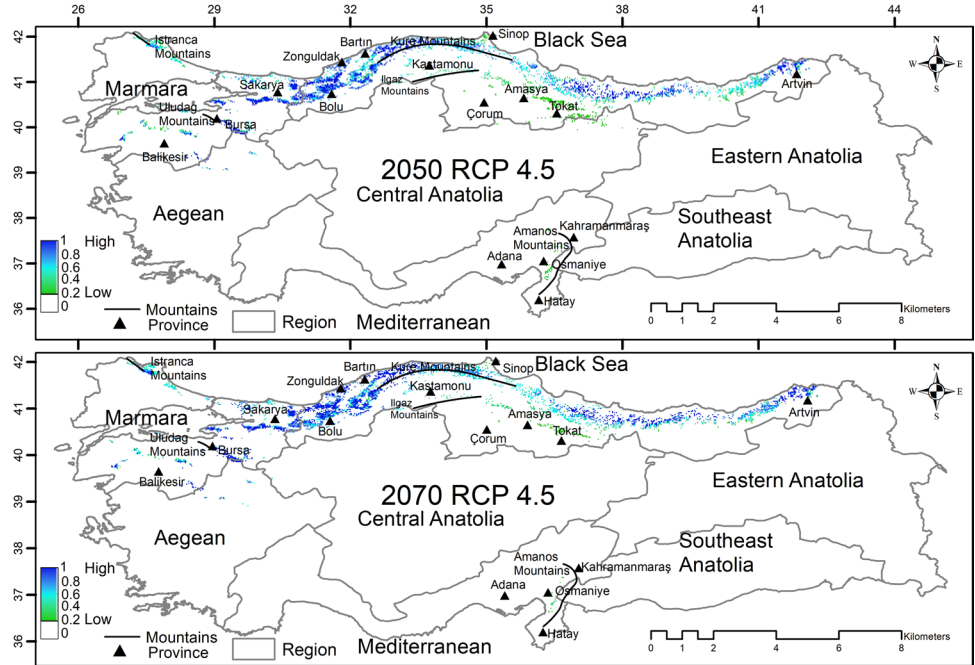 26 29 32 35 38 41 44
42
41
40
39
38
37
36
Istranca
Mountains
Marmara
Uludag
Mountains
Bursa
Balikesir
Sakarya
Zonguldak
Bartın
Bolu
Kure Mountains
Kastamonu
Ilgaz
Mountains
Sinop
Black Sea
Amasya
Çorum
Tokat
Artvin
N
W E
S
2050 RCP 4.5
Central Anatolia
Eastern Anatolia
Aegean
Southeast
Anatolia
Kahramanmaraş
Amanos
Mountains
Adana
Osmaniye
Hatay
Mediterranean
1 High
0.8
0.6
0.4
0.2 Low
0
Mountains
Province
Region
Kilometers
0 1 2 4 6 8
42
41
40
39
38
37
36
Istranca
Mountains
Marmara
Uludag
Mountains
Bursa
Balikesir
Sakarya
Zonguldak
Bartın
Bolu
Kure Mountains
Kastamonu
Ilgaz
Mountains
Sinop
Black Sea
Amasya
Çorum
Tokat
Artvin
N
W E
S
2070 RCP 4.5
Central Anatolia
Eastern Anatolia
Aegean
Southeast
Anatolia
Amanos
Mountains
Kahramanmaraş
Adana
Osmaniye
Hatay
Mediterranean
1 High
0.8
0.6
0.4
0.2 Low
0
Mountains
Province
Region
Kilometers
0 1 2 4 6 8